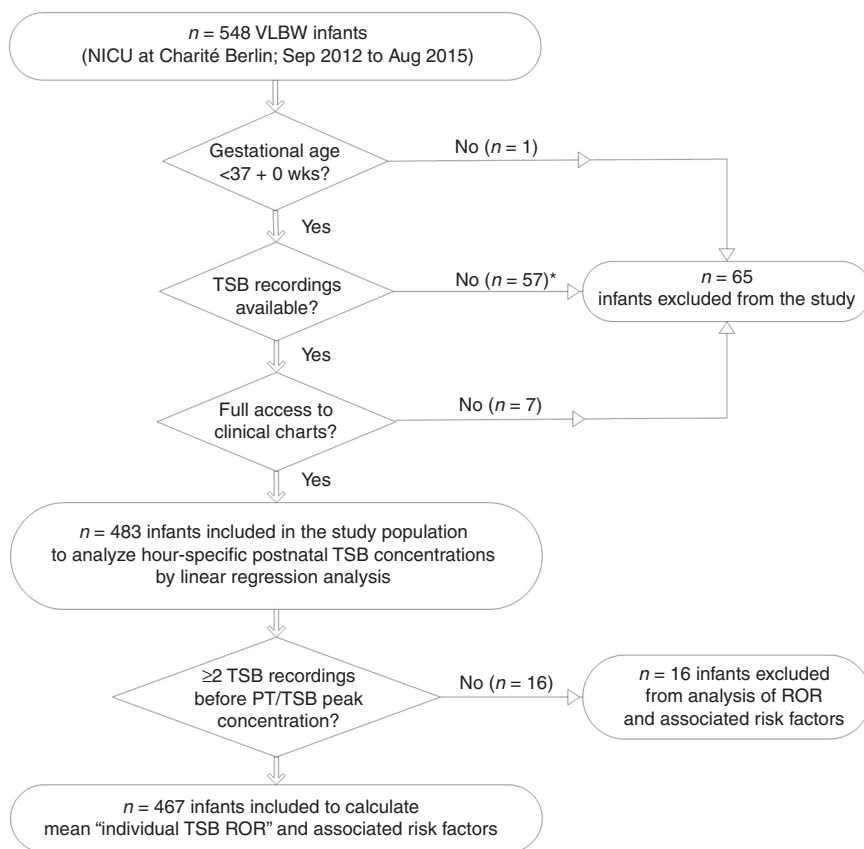 n = 548 VLBW infants
(NICU at Charité Berlin; Sep 2012 to Aug 2015)
Gestational age
<37 + 0 wks?
No (n = 1)
Yes
TSB recordings
available?
No (n = 57)*
n = 65
infants excluded from the study
Yes
Full access to
clinical charts?
No (n = 7)
Yes
n = 483 infants included in the study population
to analyze hour-specific postnatal TSB concentrations
by linear regression analysis
≥2 TSB recordings
before PT/TSB peak
concentration?
No (n = 16)
n = 16 infants excluded
from analysis of ROR
and associated risk factors
n = 467 infants included to calculate
mean “individual TSB ROR” and associated risk factors